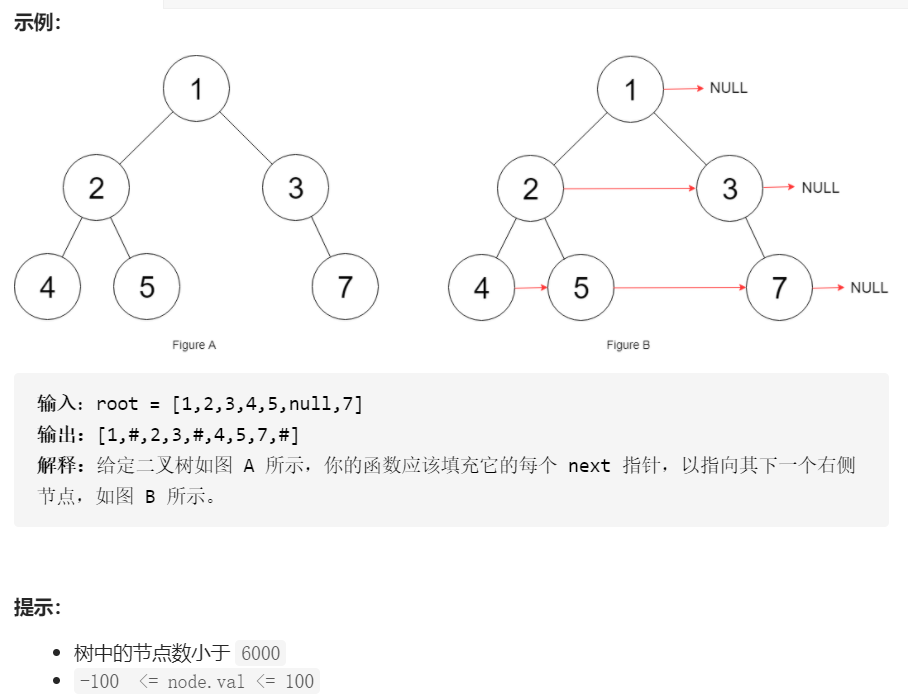 示例：
1
1
NULL
2
3
2
3
NULL
4
5
7
4
5
7
NULL
Figure A
Figure B
输入：root = [1,2,3,4,5,null,7]
输出：[1,#,2,3,#,4,5,7,#]
解释：给定二叉树如图 A 所示，你的函数应该填充它的每个 next 指针，以指向其下一个右侧
节点，如图 B 所示。
提示：
树中的节点数小于 6000
-100 <= node.val <= 100